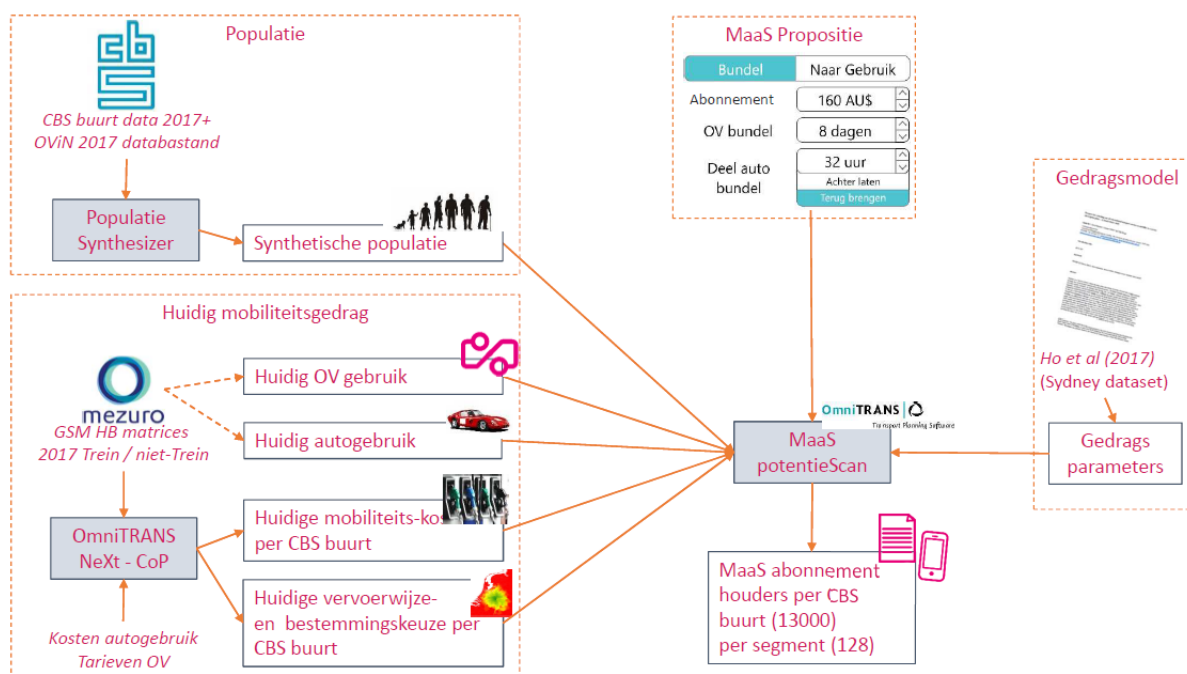 Populatie
cbs
CBS buurt data 2017+
OViN 2017 databastand
Populatie
Synthesizer
Synthetische populatie
Huidig mobiliteitsgedrag
mezuro
GSM HB matrices
2017 Trein / niet-Trein
OmniTRANS
NeXt - CoP
Kosten autogebruik
Tarieven OV
Huidig OV gebruik
Huidig autogebruik
Huidige mobiliteits-kos
per CBS buurt
Huidige vervoerwijze-
en bestemmingskeuze per
CBS buurt
MaaS Propositie
Bundel
Naar Gebruik
Abonnement
160 AU$
OV bundel
8 dagen
Deel auto
bundel
32 uur
Achter laten
Terug brengen
OmniTRANS
Transport Planning Software
MaaS
potentieScan
MaaS abonnement
houders per CBS
buurt (13000)
per segment (128)
Gedragsmodel
Ho et al (2017)
(Sydney dataset)
Gedrags
parameters